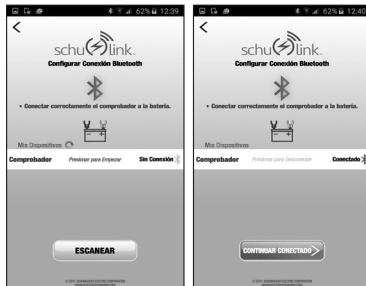 62% 12:39
schu link
Configurar Conexión Bluetooth
• Conectar correctamente el comprobador a la batería.
Mis Dispositivos
Comprobador Presionar para Empezar Sin Conexión
ESCANEAR
62% 12:40
schu link
Configurar Conexión Bluetooth
• Conectar correctamente el comprobador a la batería.
Mis Dispositivos
Comprobador Presionar para Desconectar Conectado
CONTINUAR CONECTADO